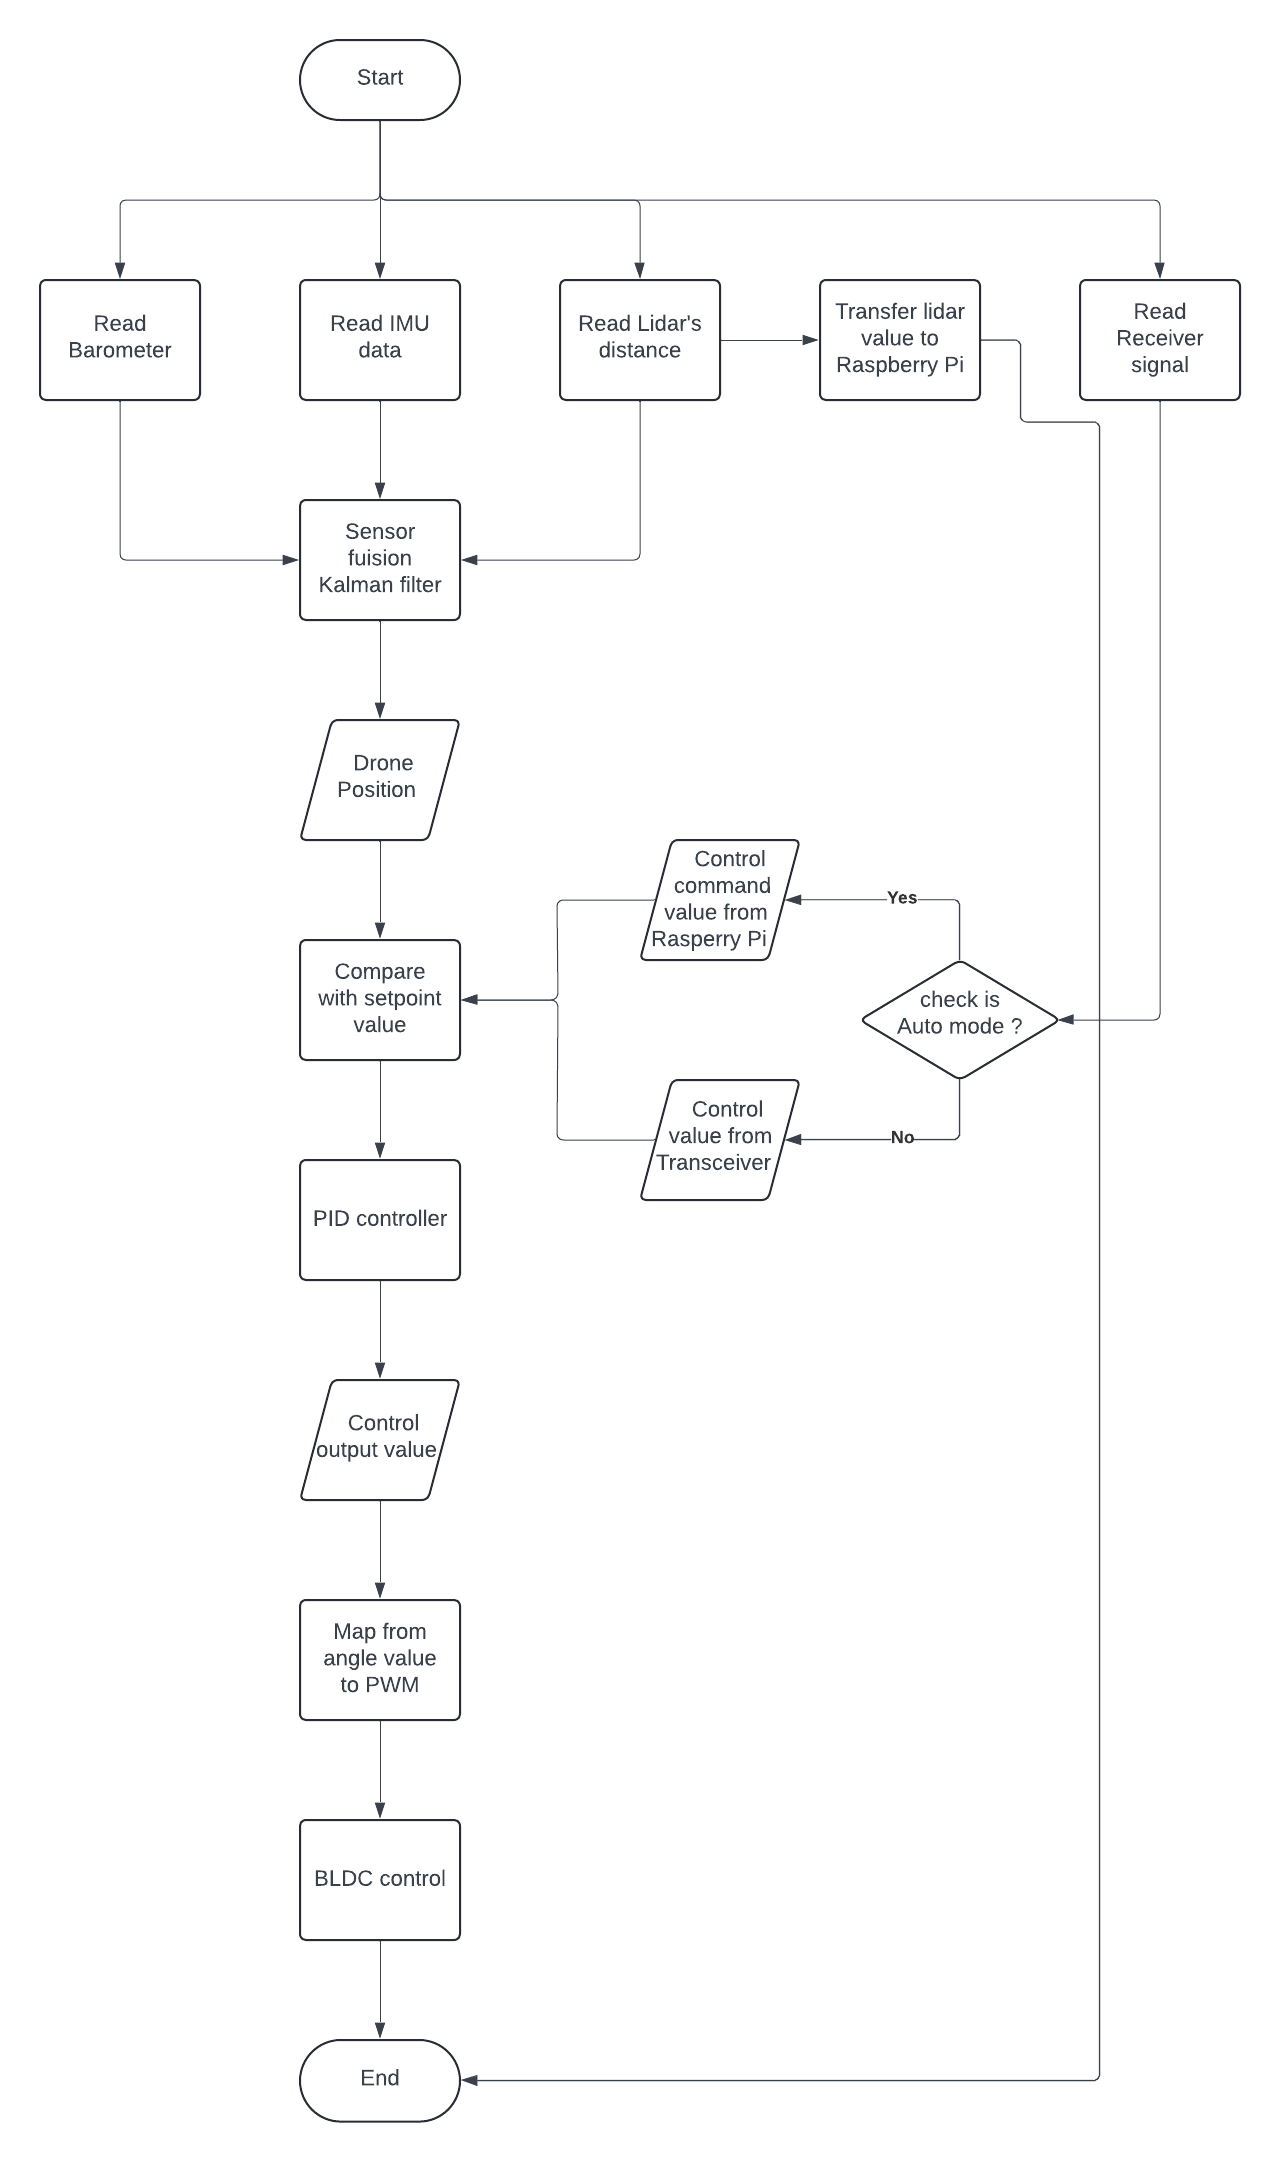 Start
Read
Barometer
Read IMU
data
Read Lidar's
distance
Transfer lidar
value to
Raspberry Pi
Read
Receiver
signal
Sensor
fuision
Kalman filter
Drone
Position
Control
command
value from
Rasperry Pi
Yes
Compare
with setpoint
value
check is
Auto mode ?
Control
value from
Transceiver
No
PID controller
Control
output value
Map from
angle value
to PWM
BLDC control
End